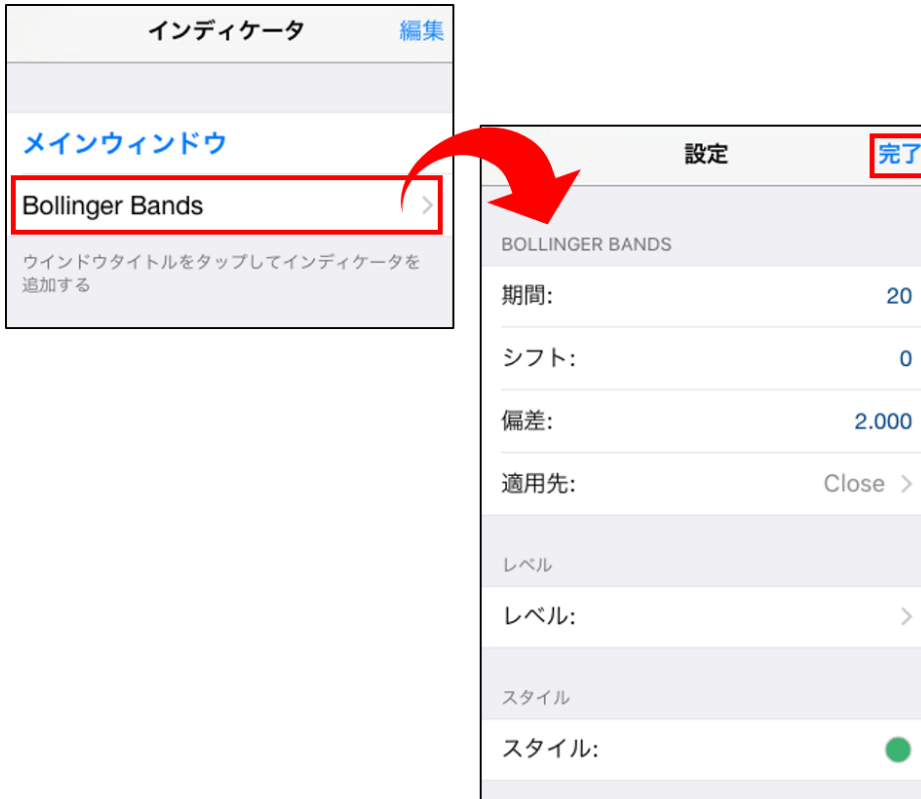 インディケータ
編集
メインウィンドウ
Bollinger Bands
ウインドウタイトルをタップしてインディケータを
追加する
設定
完了
BOLLINGER BANDS
期間: 20
シフト: 0
偏差: 2.000
適用先: Close
レベル
レベル:
スタイル
スタイル: